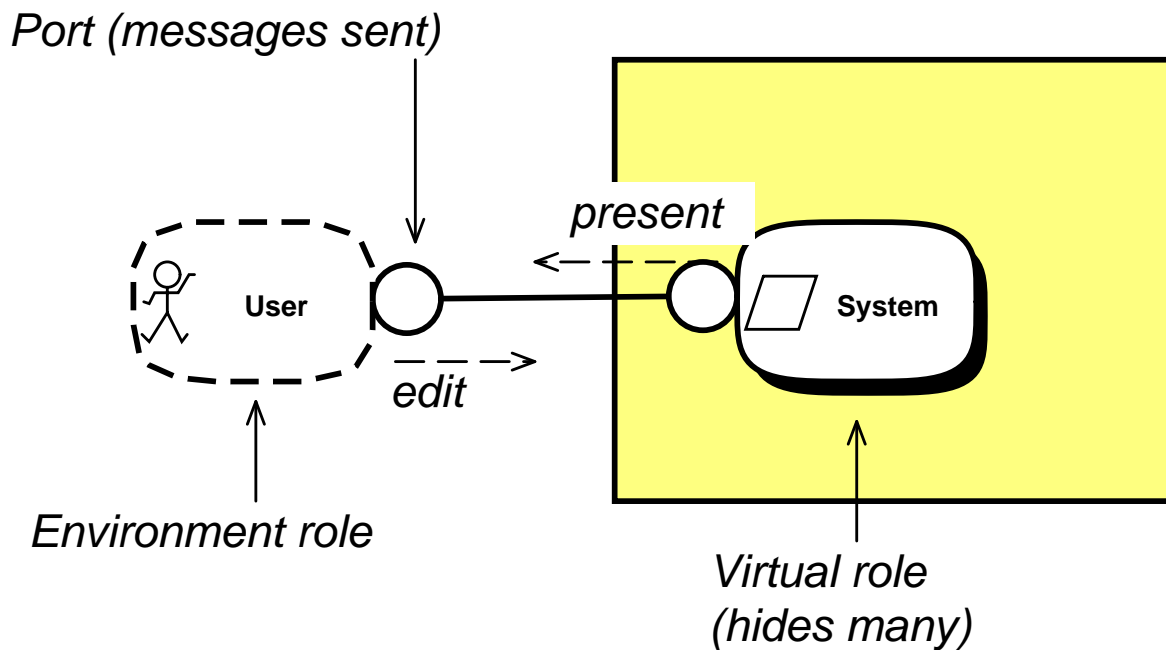 Port (messages sent)
present
User
System
edit
Environment role
Virtual role
(hides many)